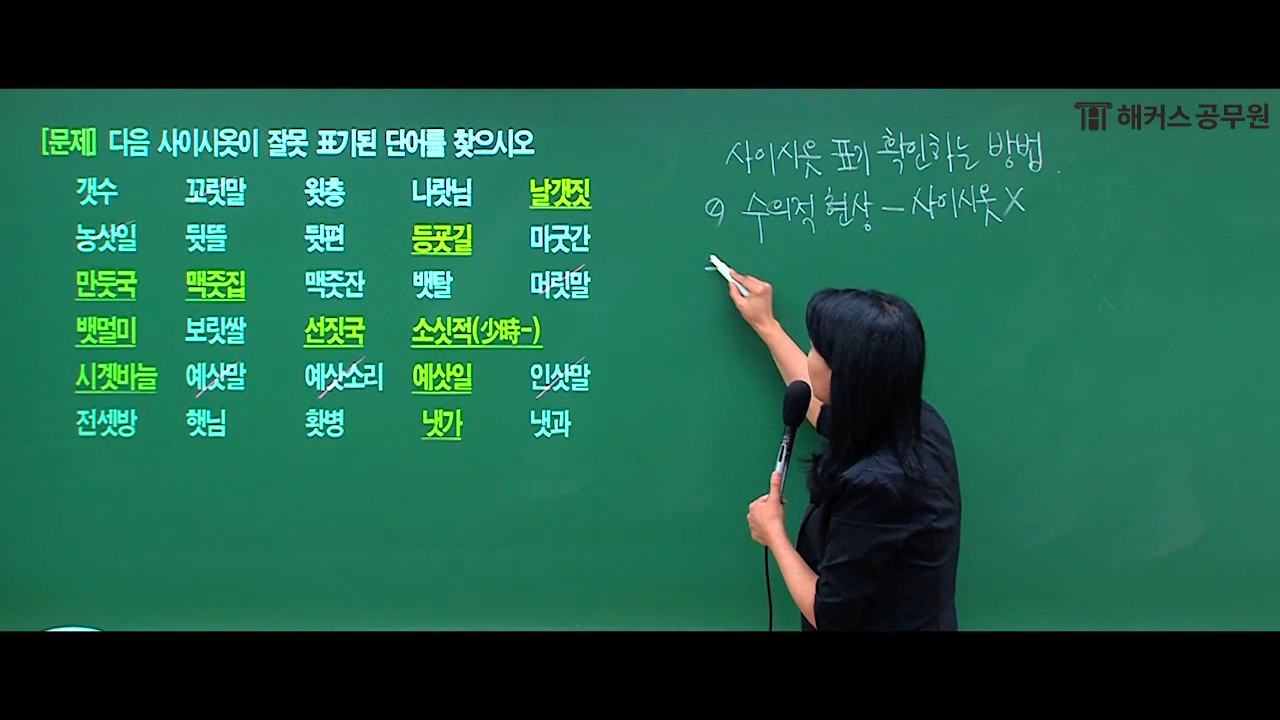 해커스공무원
[문제] 다음 사이시옷이 잘못 표기된 단어를 찾으시오
갯수 꼬릿말 윗층 나랏님 날갯짓
농삿일 뒷뜰 뒷편 등굣길 마굿간
만둣국 맥줏집 맥줏잔 뱃탈 머릿말
뱃멀미 보릿쌀 선짓국 소싯적(少時-)
시곗바늘 예삿말 예삿소리 예삿일 인삿말
전셋방 햇님 횟병 냇가 냇과
사이시옷 표기 확인하는 방법.
수의적 현상 - 사이시옷 X